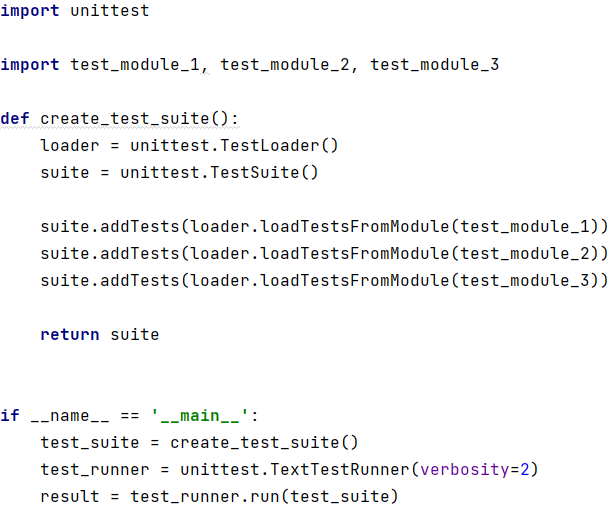 import unittest

import test_module_1, test_module_2, test_module_3

def create_test_suite():
    loader = unittest.TestLoader()
    suite = unittest.TestSuite()

    suite.addTests(loader.loadTestsFromModule(test_module_1))
    suite.addTests(loader.loadTestsFromModule(test_module_2))
    suite.addTests(loader.loadTestsFromModule(test_module_3))

    return suite


if __name__ == '__main__':
    test_suite = create_test_suite()
    test_runner = unittest.TextTestRunner(verbosity=2)
    result = test_runner.run(test_suite)